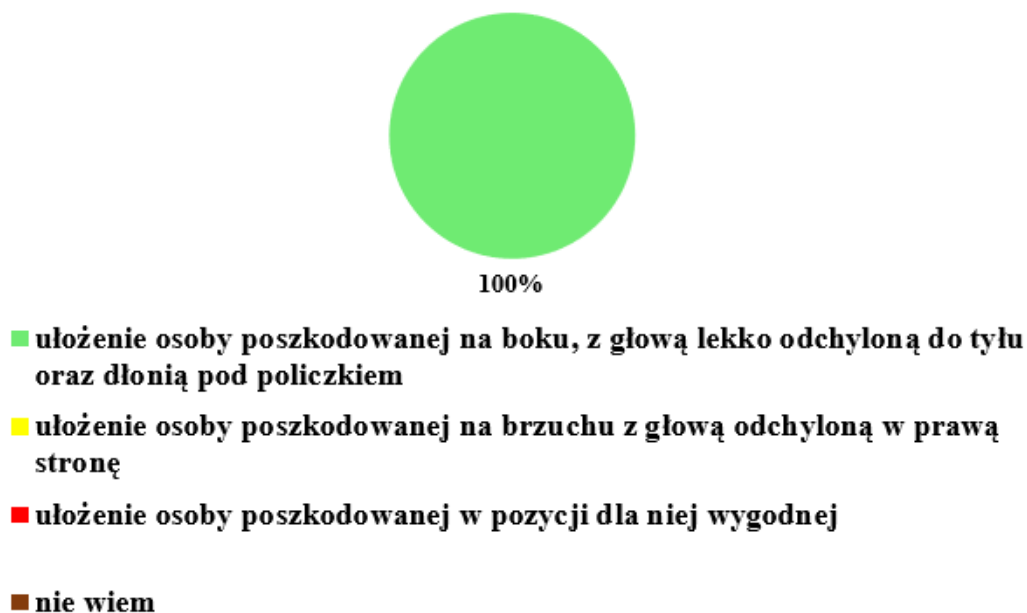 100%
ułożenie osoby poszkodowanej na boku, z głową lekko odchyloną do tyłu
oraz dłonią pod policzkiem
ułożenie osoby poszkodowanej na brzuchu z głową odchyloną w prawą
stronę
ułożenie osoby poszkodowanej w pozycji dla niej wygodnej
nie wiem